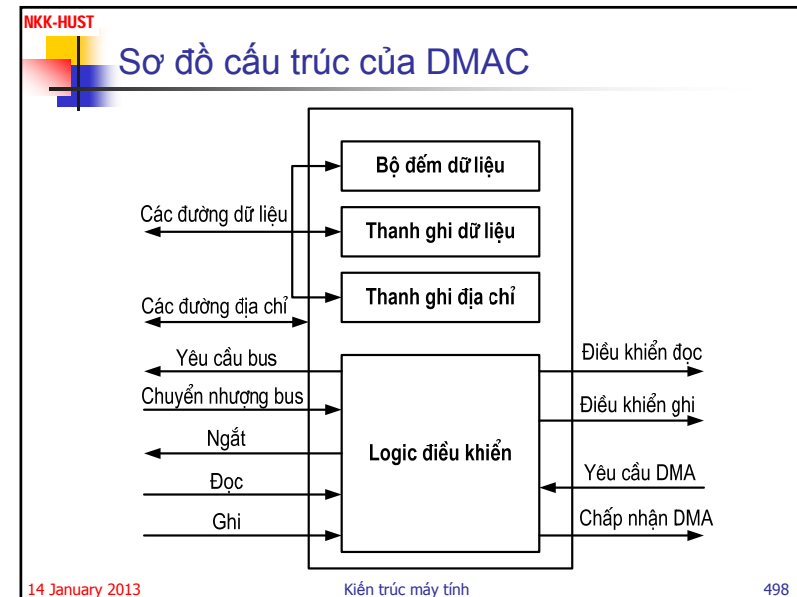 NKK-HUST
Sơ đồ cấu trúc của DMAC
Bộ đếm dữ liệu
Các đường dữ liệu
Thanh ghi dữ liệu
Thanh ghi địa chỉ
Các đường địa chỉ
Yêu cầu bus
Điều khiển đọc
Chuyển nhượng bus
Điều khiển ghi
Ngắt
Logic điều khiển
Đọc
Yêu cầu DMA
Ghi
Chấp nhận DMA
14 January 2013
Kiến trúc máy tính
498